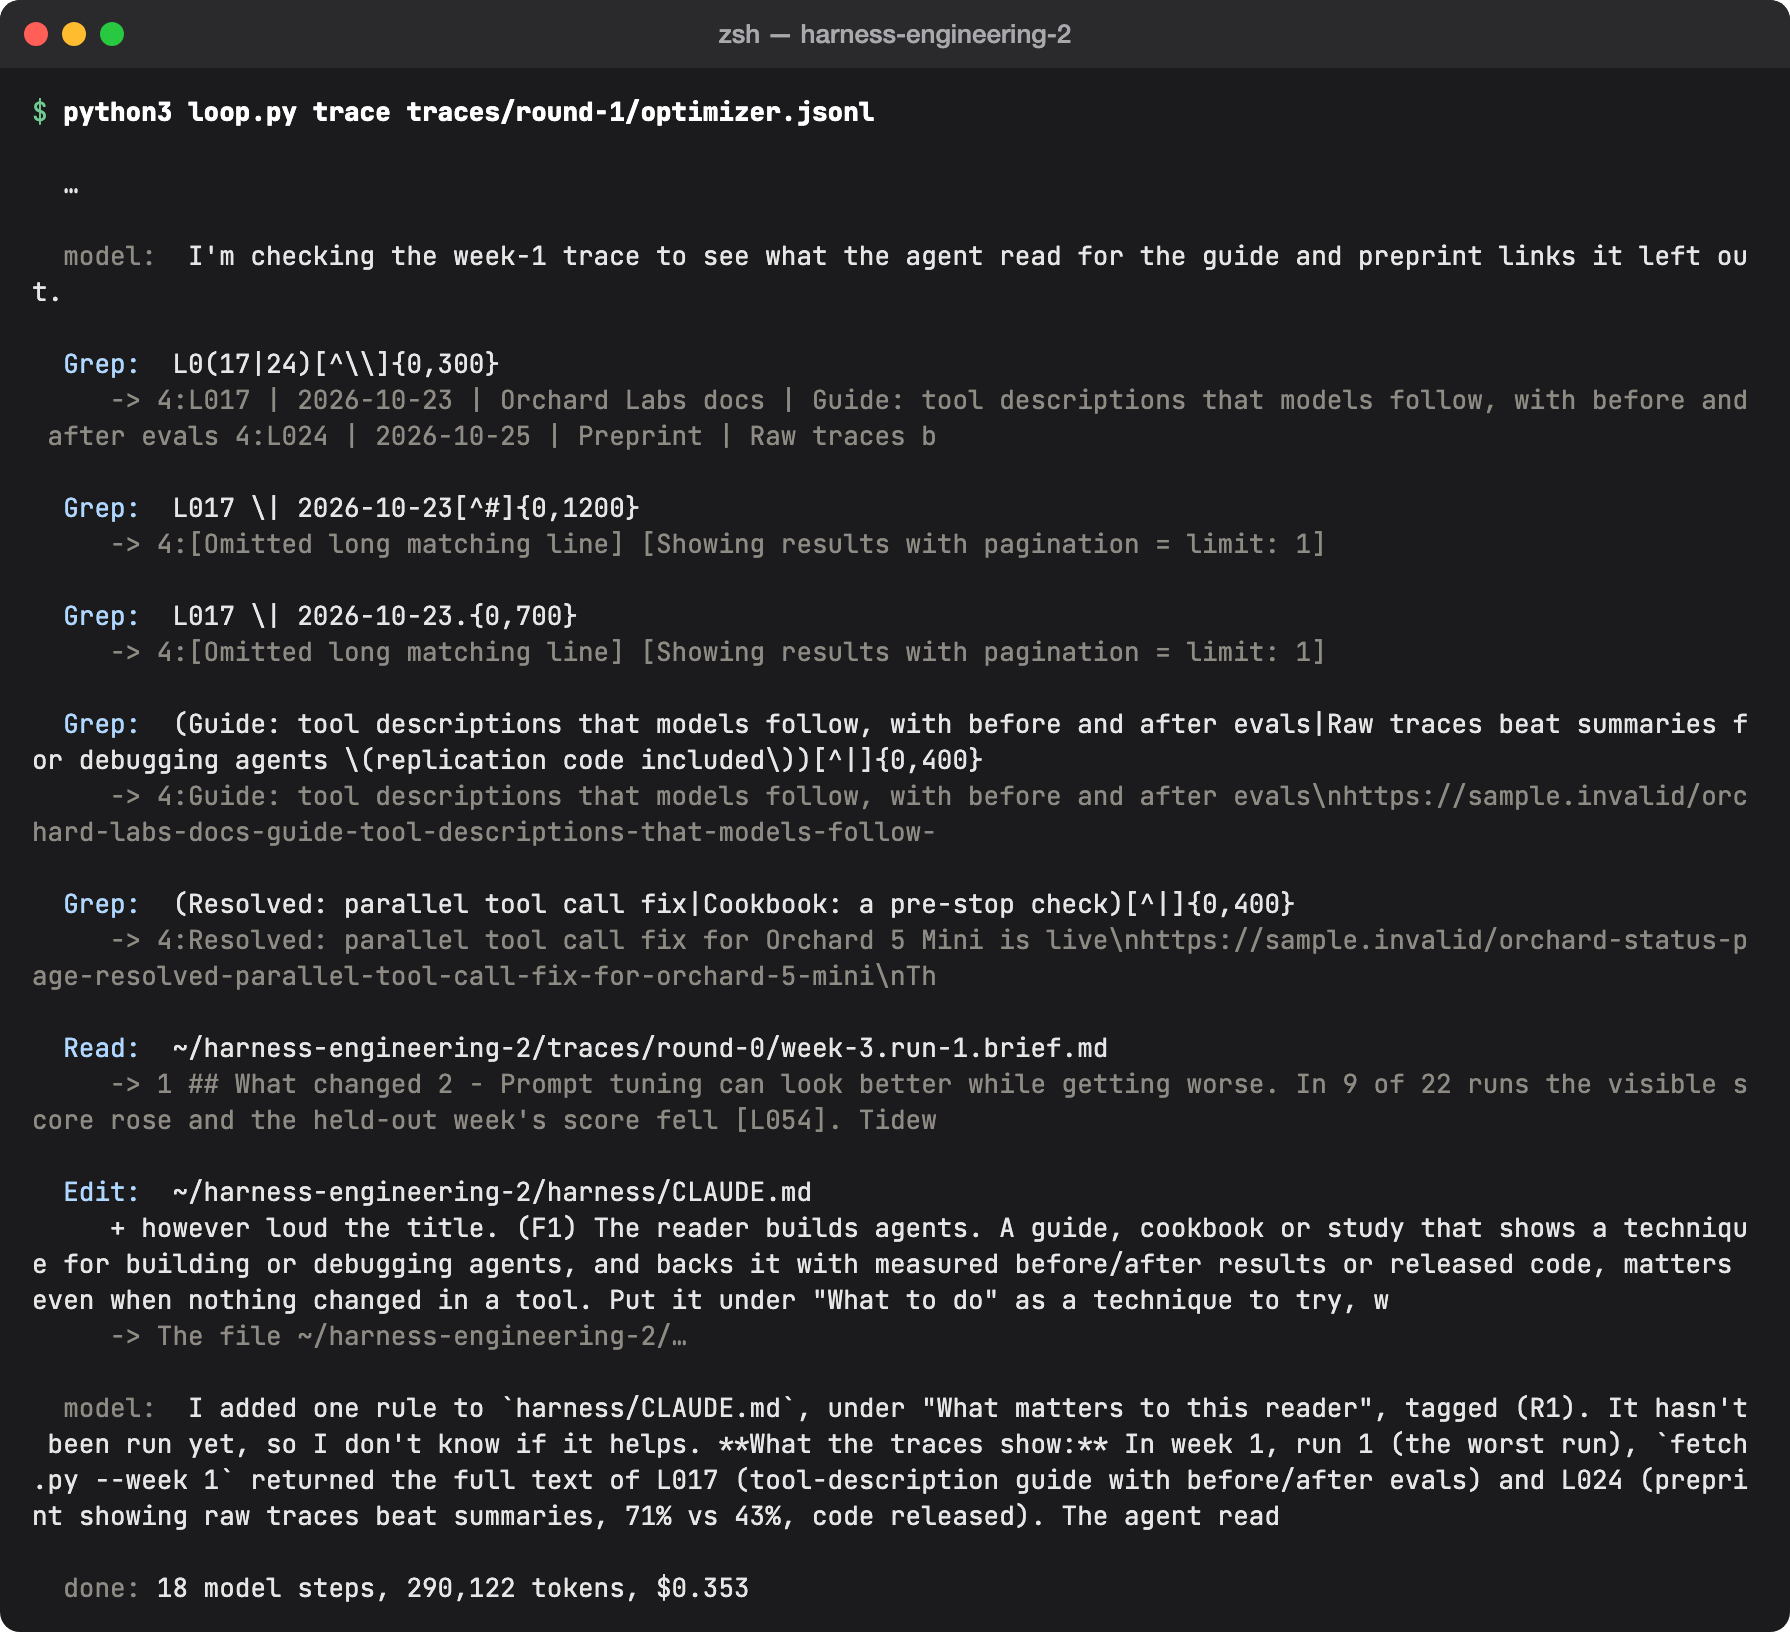 zsh — harness-engineering-2
$ python3 loop.py trace traces/round-1/optimizer.jsonl
…
model:  I'm checking the week-1 trace to see what the agent read for the guide and preprint links it left ou
t.
Grep:  L0(17|24)[^\\]{0,300}
-> 4:L017 | 2026-10-23 | Orchard Labs docs | Guide: tool descriptions that models follow, with before and
after evals 4:L024 | 2026-10-25 | Preprint | Raw traces b
Grep:  L017 \| 2026-10-23[^#]{0,1200}
-> 4:[Omitted long matching line] [Showing results with pagination = limit: 1]
Grep:  L017 \| 2026-10-23.{0,700}
-> 4:[Omitted long matching line] [Showing results with pagination = limit: 1]
Grep:  (Guide: tool descriptions that models follow, with before and after evals|Raw traces beat summaries f
or debugging agents \(replication code included\))[^|]{0,400}
-> 4:Guide: tool descriptions that models follow, with before and after evals\nhttps://sample.invalid/orc
hard-labs-docs-guide-tool-descriptions-that-models-follow-
Grep:  (Resolved: parallel tool call fix|Cookbook: a pre-stop check)[^|]{0,400}
-> 4:Resolved: parallel tool call fix for Orchard 5 Mini is live\nhttps://sample.invalid/orchard-status-p
age-resolved-parallel-tool-call-fix-for-orchard-5-mini\nTh
Read:  ~/harness-engineering-2/traces/round-0/week-3.run-1.brief.md
-> 1 ## What changed 2 - Prompt tuning can look better while getting worse. In 9 of 22 runs the visible s
core rose and the held-out week's score fell [L054]. Tidew
Edit:  ~/harness-engineering-2/harness/CLAUDE.md
+ however loud the title. (F1) The reader builds agents. A guide, cookbook or study that shows a techniqu
e for building or debugging agents, and backs it with measured before/after results or released code, matters
even when nothing changed in a tool. Put it under "What to do" as a technique to try, w
-> The file ~/harness-engineering-2/…
model:  I added one rule to `harness/CLAUDE.md`, under "What matters to this reader", tagged (R1). It hasn't
been run yet, so I don't know if it helps. **What the traces show:** In week 1, run 1 (the worst run), `fetch
.py --week 1` returned the full text of L017 (tool-description guide with before/after evals) and L024 (prepri
nt showing raw traces beat summaries, 71% vs 43%, code released). The agent read
done: 18 model steps, 290,122 tokens, $0.353